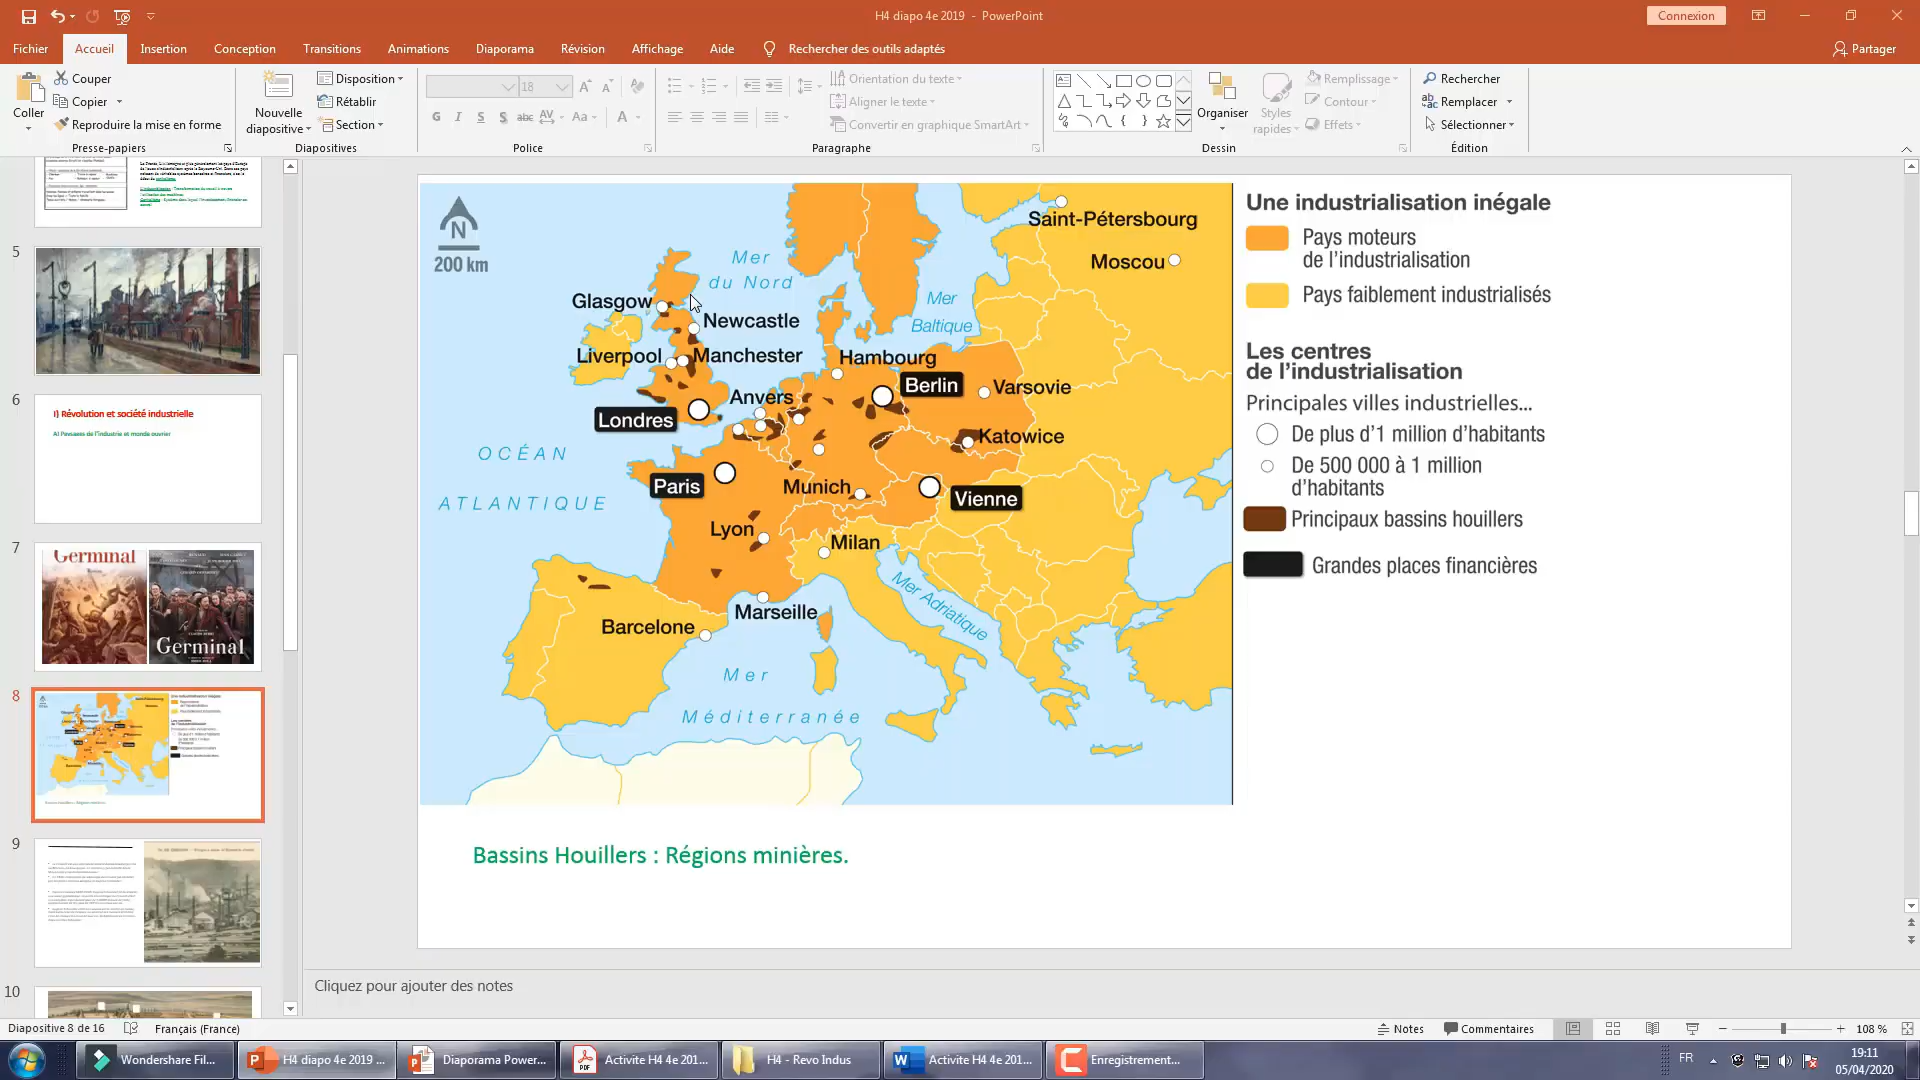 H4 diapo 4e 2019 - PowerPoint
Connexion
Fichier Accueil Insertion Conception Transitions Animations Diaporama Révision Affichage Aide Rechercher des outils adaptés
Partager
Coller
Couper
Copier
Reproduire la mise en forme
Presse-papiers
Nouvelle
diapositive
Disposition
Rétablir
Section
Diapositives
18
G I S S abc AV Aa A
Police
Orientation du texte
Aligner le texte
Convertir en graphique SmartArt
Paragraphe
Organiser
Styles
rapides
Remplissage
Contour
Effets
Dessin
Rechercher
Remplacer
Sélectionner
Édition
5
6
I) Révolution et société industrielle
A) Paysages de l'industrie et monde ouvrier
7
Germinal
Germinal
8
9
10
N
200 km
Mer
du Nord
Saint-Pétersbourg
Moscou
Glasgow
Newcastle
Mer
Baltique
Liverpool
Manchester
Hambourg
Berlin
Varsovie
Anvers
Londres
Katowice
OCÉAN
ATLANTIQUE
Paris
Munich
Vienne
Lyon
Milan
Mer Adriatique
Marseille
Barcelone
Mer
Méditerranée
Une industrialisation inégale
Pays moteurs
de l'industrialisation
Pays faiblement industrialisés
Les centres
de l'industrialisation
Principales villes industrielles...
De plus d'1 million d'habitants
De 500 000 à 1 million
d'habitants
Principaux bassins houillers
Grandes places financières
Bassins Houillers : Régions minières.
Cliquez pour ajouter des notes
Diapositive 8 de 16
Français (France)
Notes
Commentaires
108 %
Wondershare Fil...
H4 diapo 4e 2019 ...
Diaporama Power...
Activite H4 4e 201...
H4 - Revo Indus
Activite H4 4e 201...
Enregistrement...
FR
19:11
05/04/2020